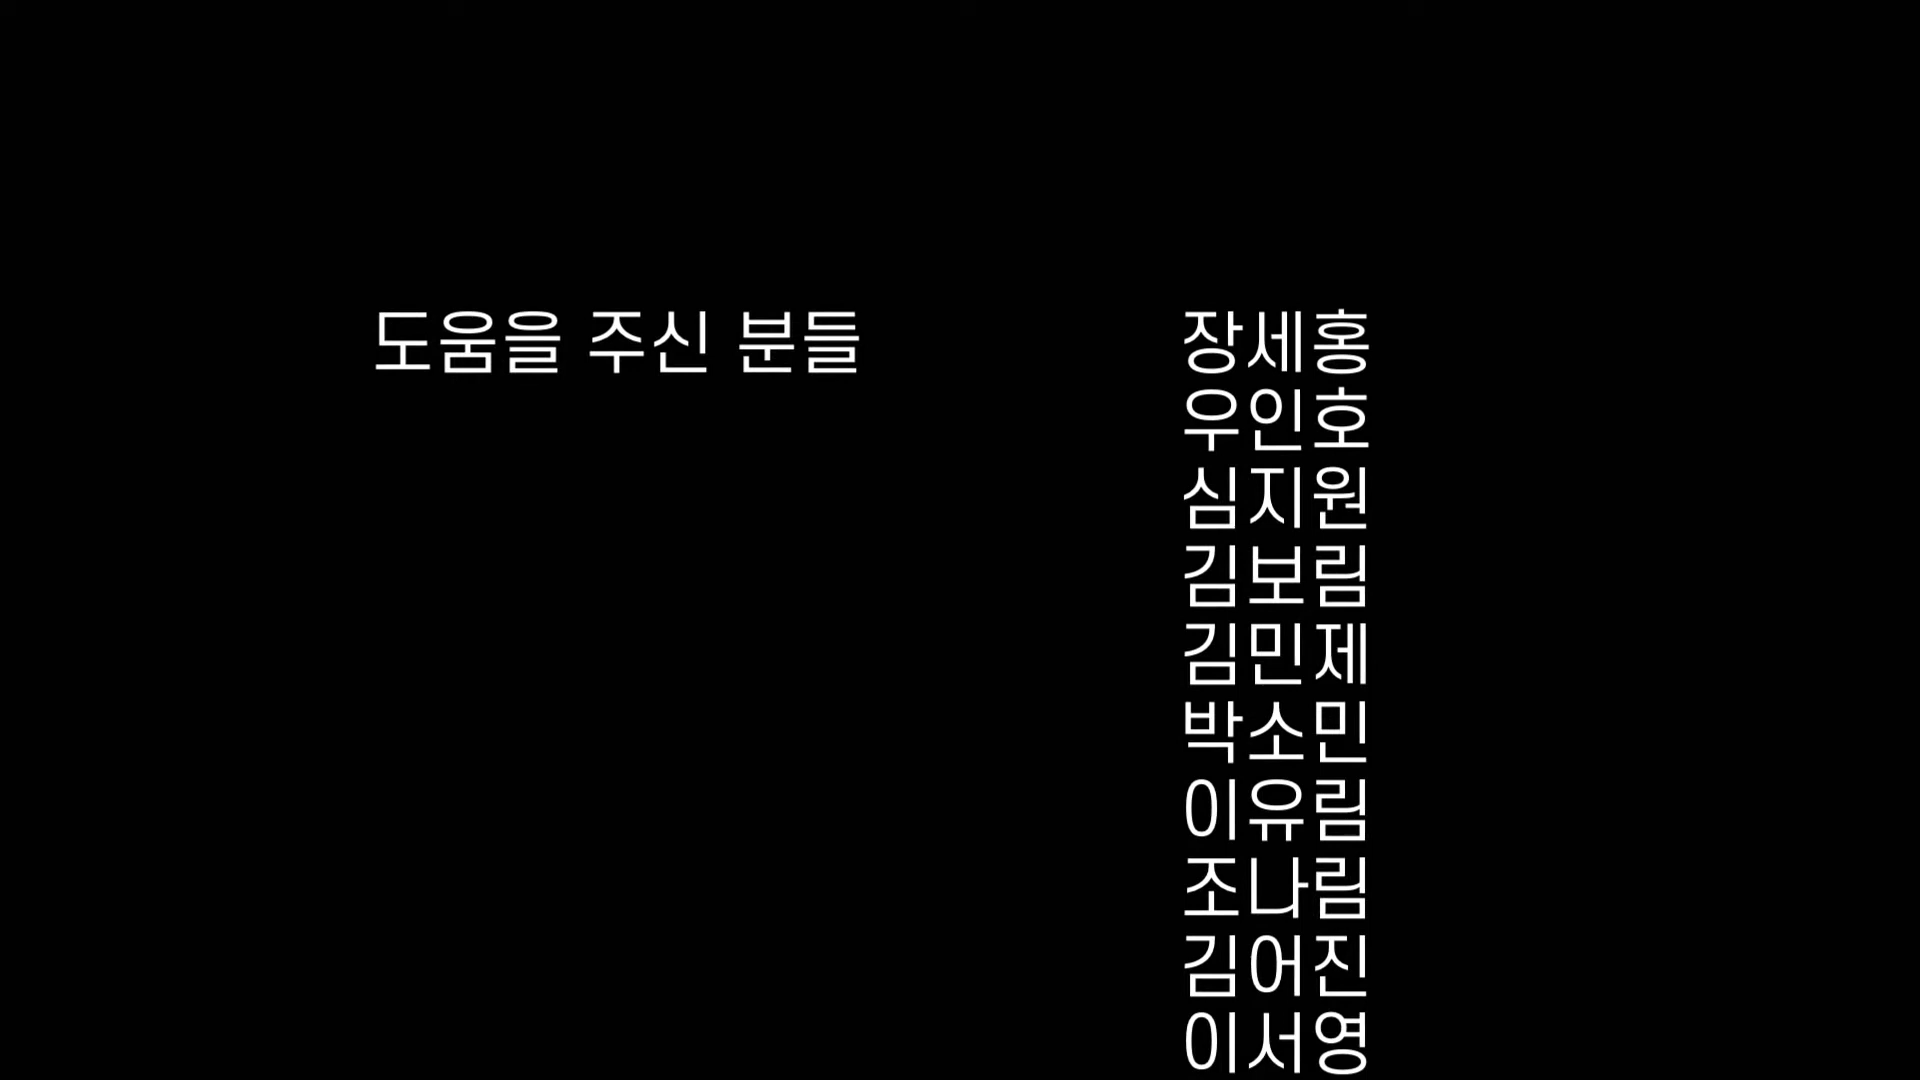 도움을 주신 분들 장세홍
우인호
심지원
김보림
김민제
박소민
이유림
조나림
김어진
이서영